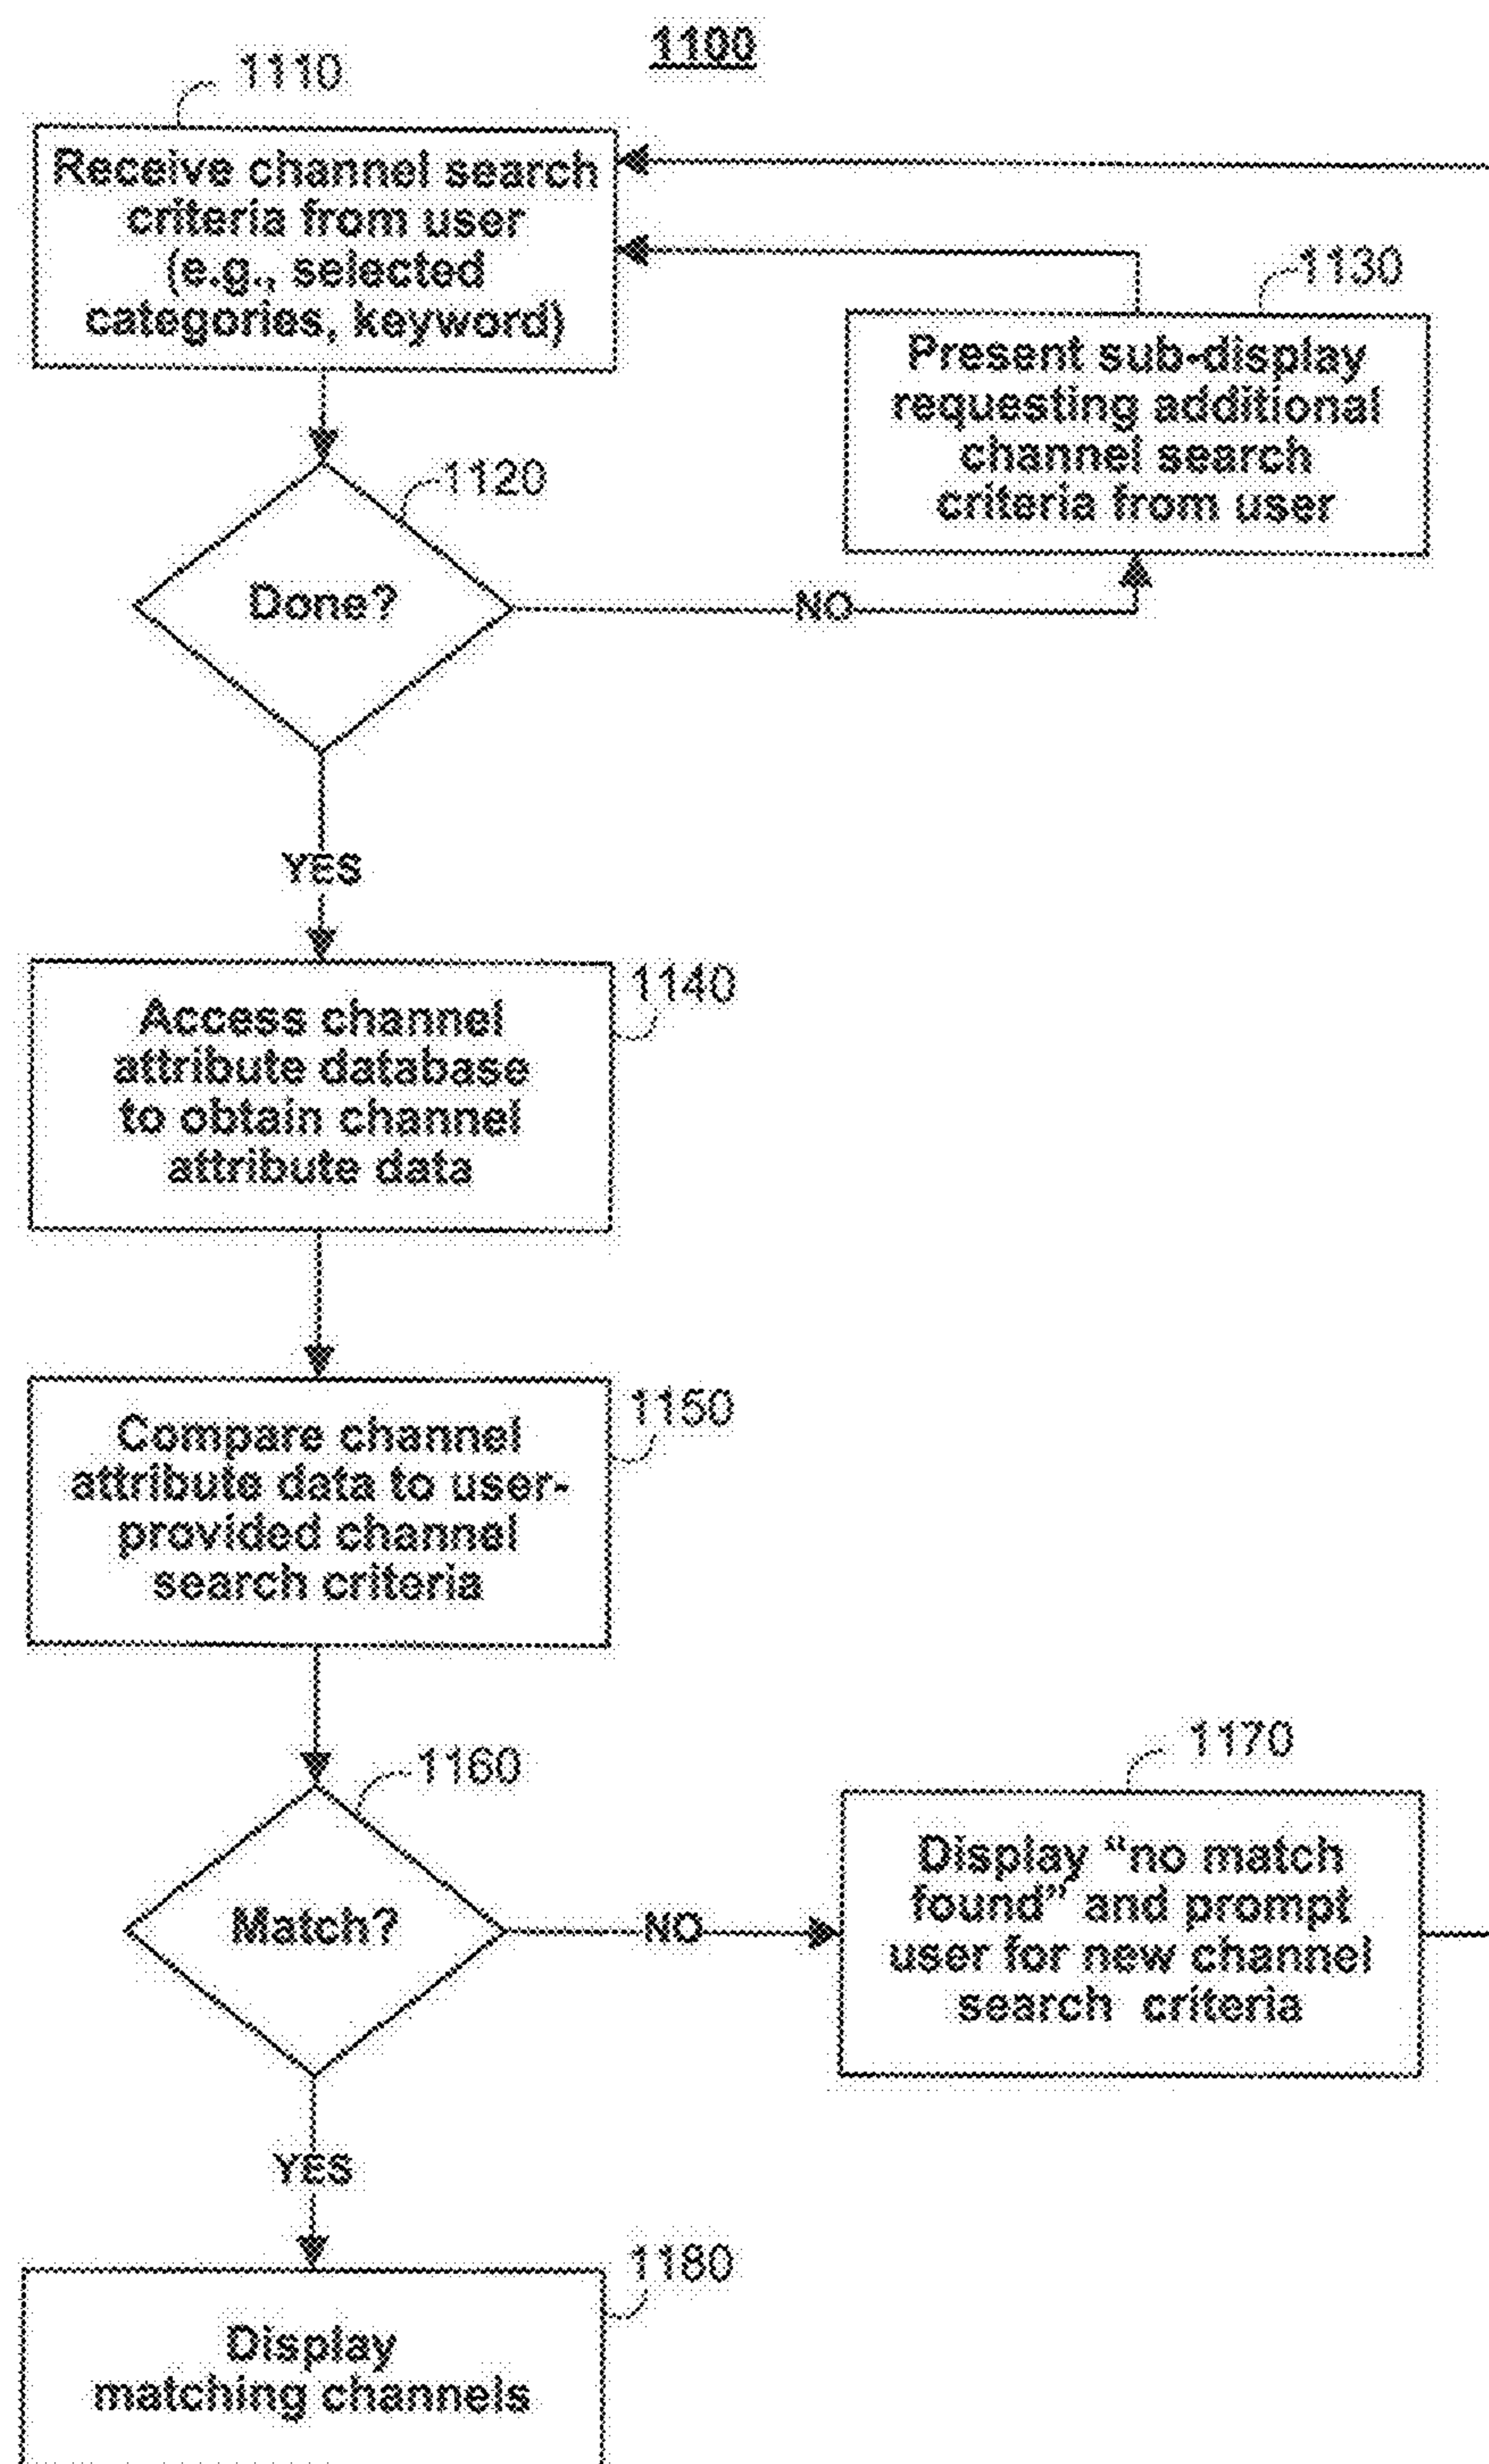 1100
1110
Receive channel search
criteria from user
(e.g., selected
categories, keyword)
1130
Present sub-display
requesting additional
channel search
criteria from user
1120
Done?
NO
YES
1140
Access channel
attribute database
to obtain channel
attribute data
1150
Compare channel
attribute data to user-
provided channel
search criteria
1160
Match?
NO
1170
Display “no match
found” and prompt
user for new channel
search criteria
YES
1180
Display
matching channels